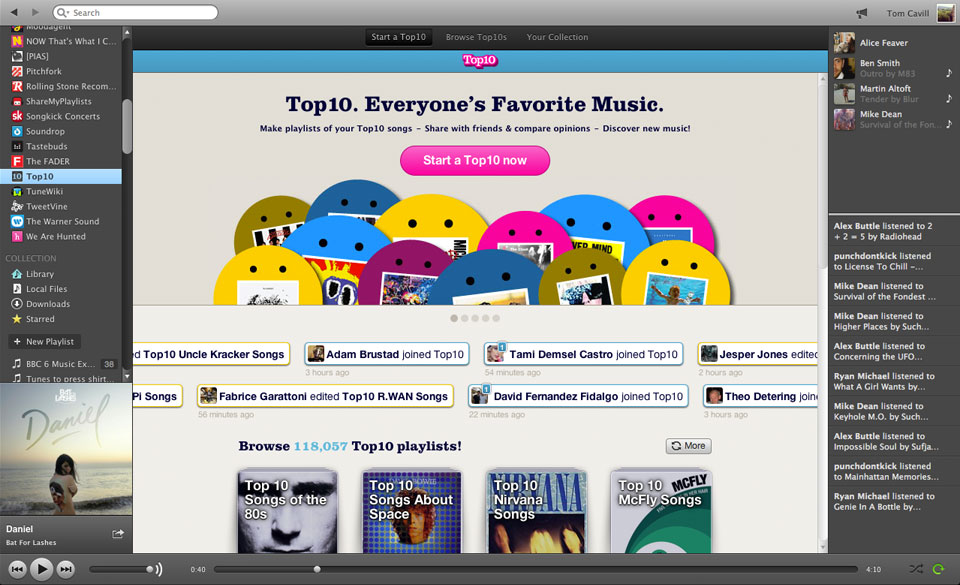 Search
Tom Cavill
Moodagent
NOW That's What I C...
[PIAS]
Pitchfork
Rolling Stone Recom...
ShareMyPlaylists
Songkick Concerts
Soundrop
Tastebuds
The FADER
Top10
TuneWiki
TweetVine
The Warner Sound
We Are Hunted
COLLECTION
Library
Local Files
Downloads
Starred
+ New Playlist
BBC 6 Music Ex... 38
Tunes to press shirt...
BAT FOR LASHES
Daniel
Daniel
Bat For Lashes
Start a Top10 Browse Top10s Your Collection
Top10
Top10. Everyone's Favorite Music.
Make playlists of your Top10 songs – Share with friends & compare opinions – Discover new music!
Start a Top10 now
ed Top10 Uncle Kracker Songs
Adam Brustad joined Top10
3 hours ago
Tami Demsel Castro joined Top10
54 minutes ago
Jesper Jones edited
2 hours ago
Pi Songs
Fabrice Garattoni edited Top10 R.WAN Songs
56 minutes ago
David Fernandez Fidalgo joined Top10
22 minutes ago
Theo Detering join
3 hours ago
Browse 118,057 Top10 playlists!
More
Top 10
Songs of the
80s
Top 10
Songs About
Space
Top 10
Nirvana
Songs
NIRVANA
Top 10
McFly Songs
MCFLY
Alice Feaver
Ben Smith
Outro by M83
Martin Altoft
Tender by Blur
Mike Dean
Survival of the Fon...
Alex Buttle listened to 2
+ 2 = 5 by Radiohead
punchdontkick listened
to License To Chill –...
Mike Dean listened to
Survival of the Fondest ...
Mike Dean listened to
Higher Places by Such...
Alex Buttle listened to
Concerning the UFO...
Ryan Michael listened to
What A Girl Wants by...
Mike Dean listened to
Keyhole M.O. by Such...
Alex Buttle listened to
Impossible Soul by Sufja...
punchdontkick listened
to Mainhattan Memories...
Ryan Michael listened to
Genie In A Bottle by...
0:40
4:10